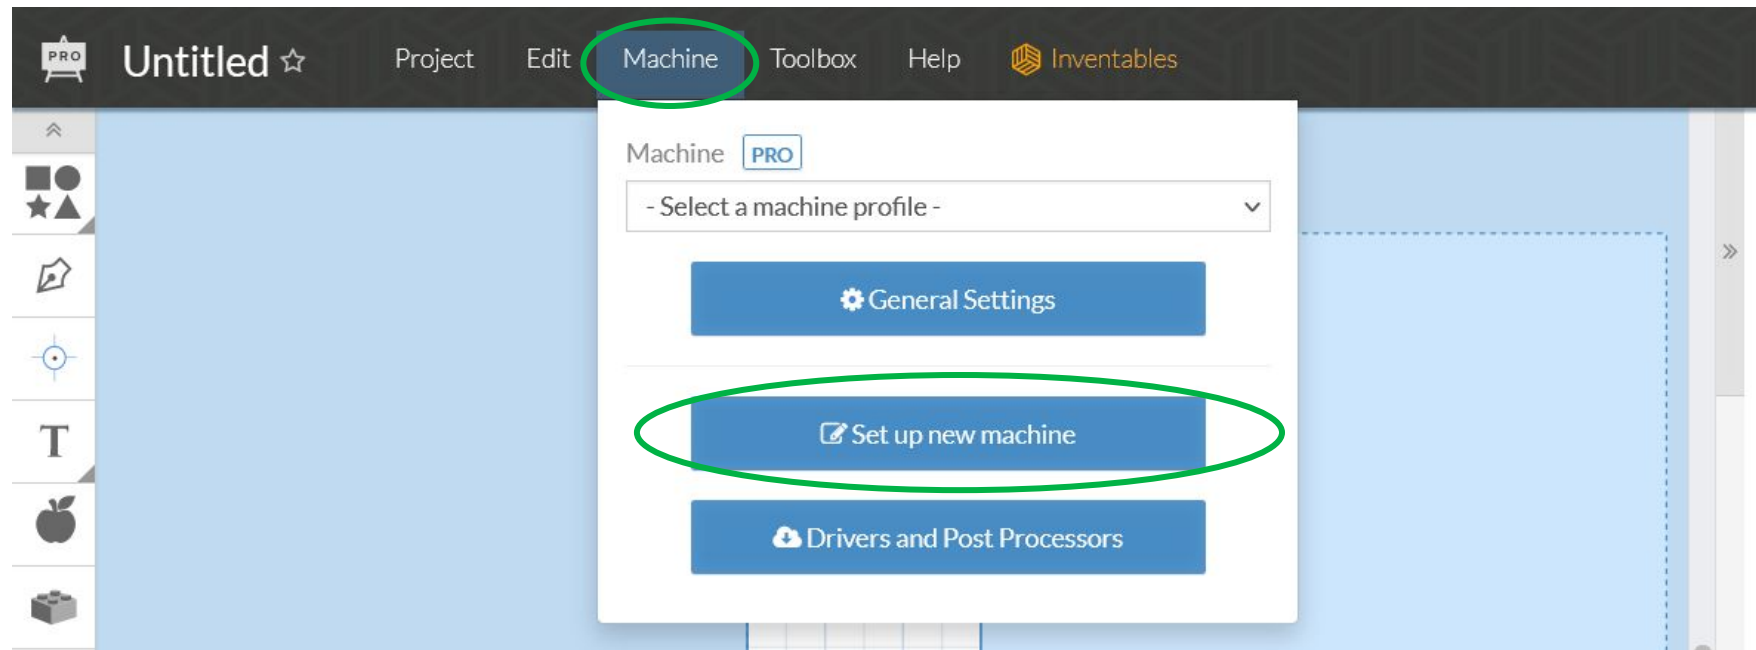 PRO Untitled Project Edit Machine Toolbox Help Inventables
Machine PRO
- Select a machine profile -
General Settings
Set up new machine
T
Drivers and Post Processors